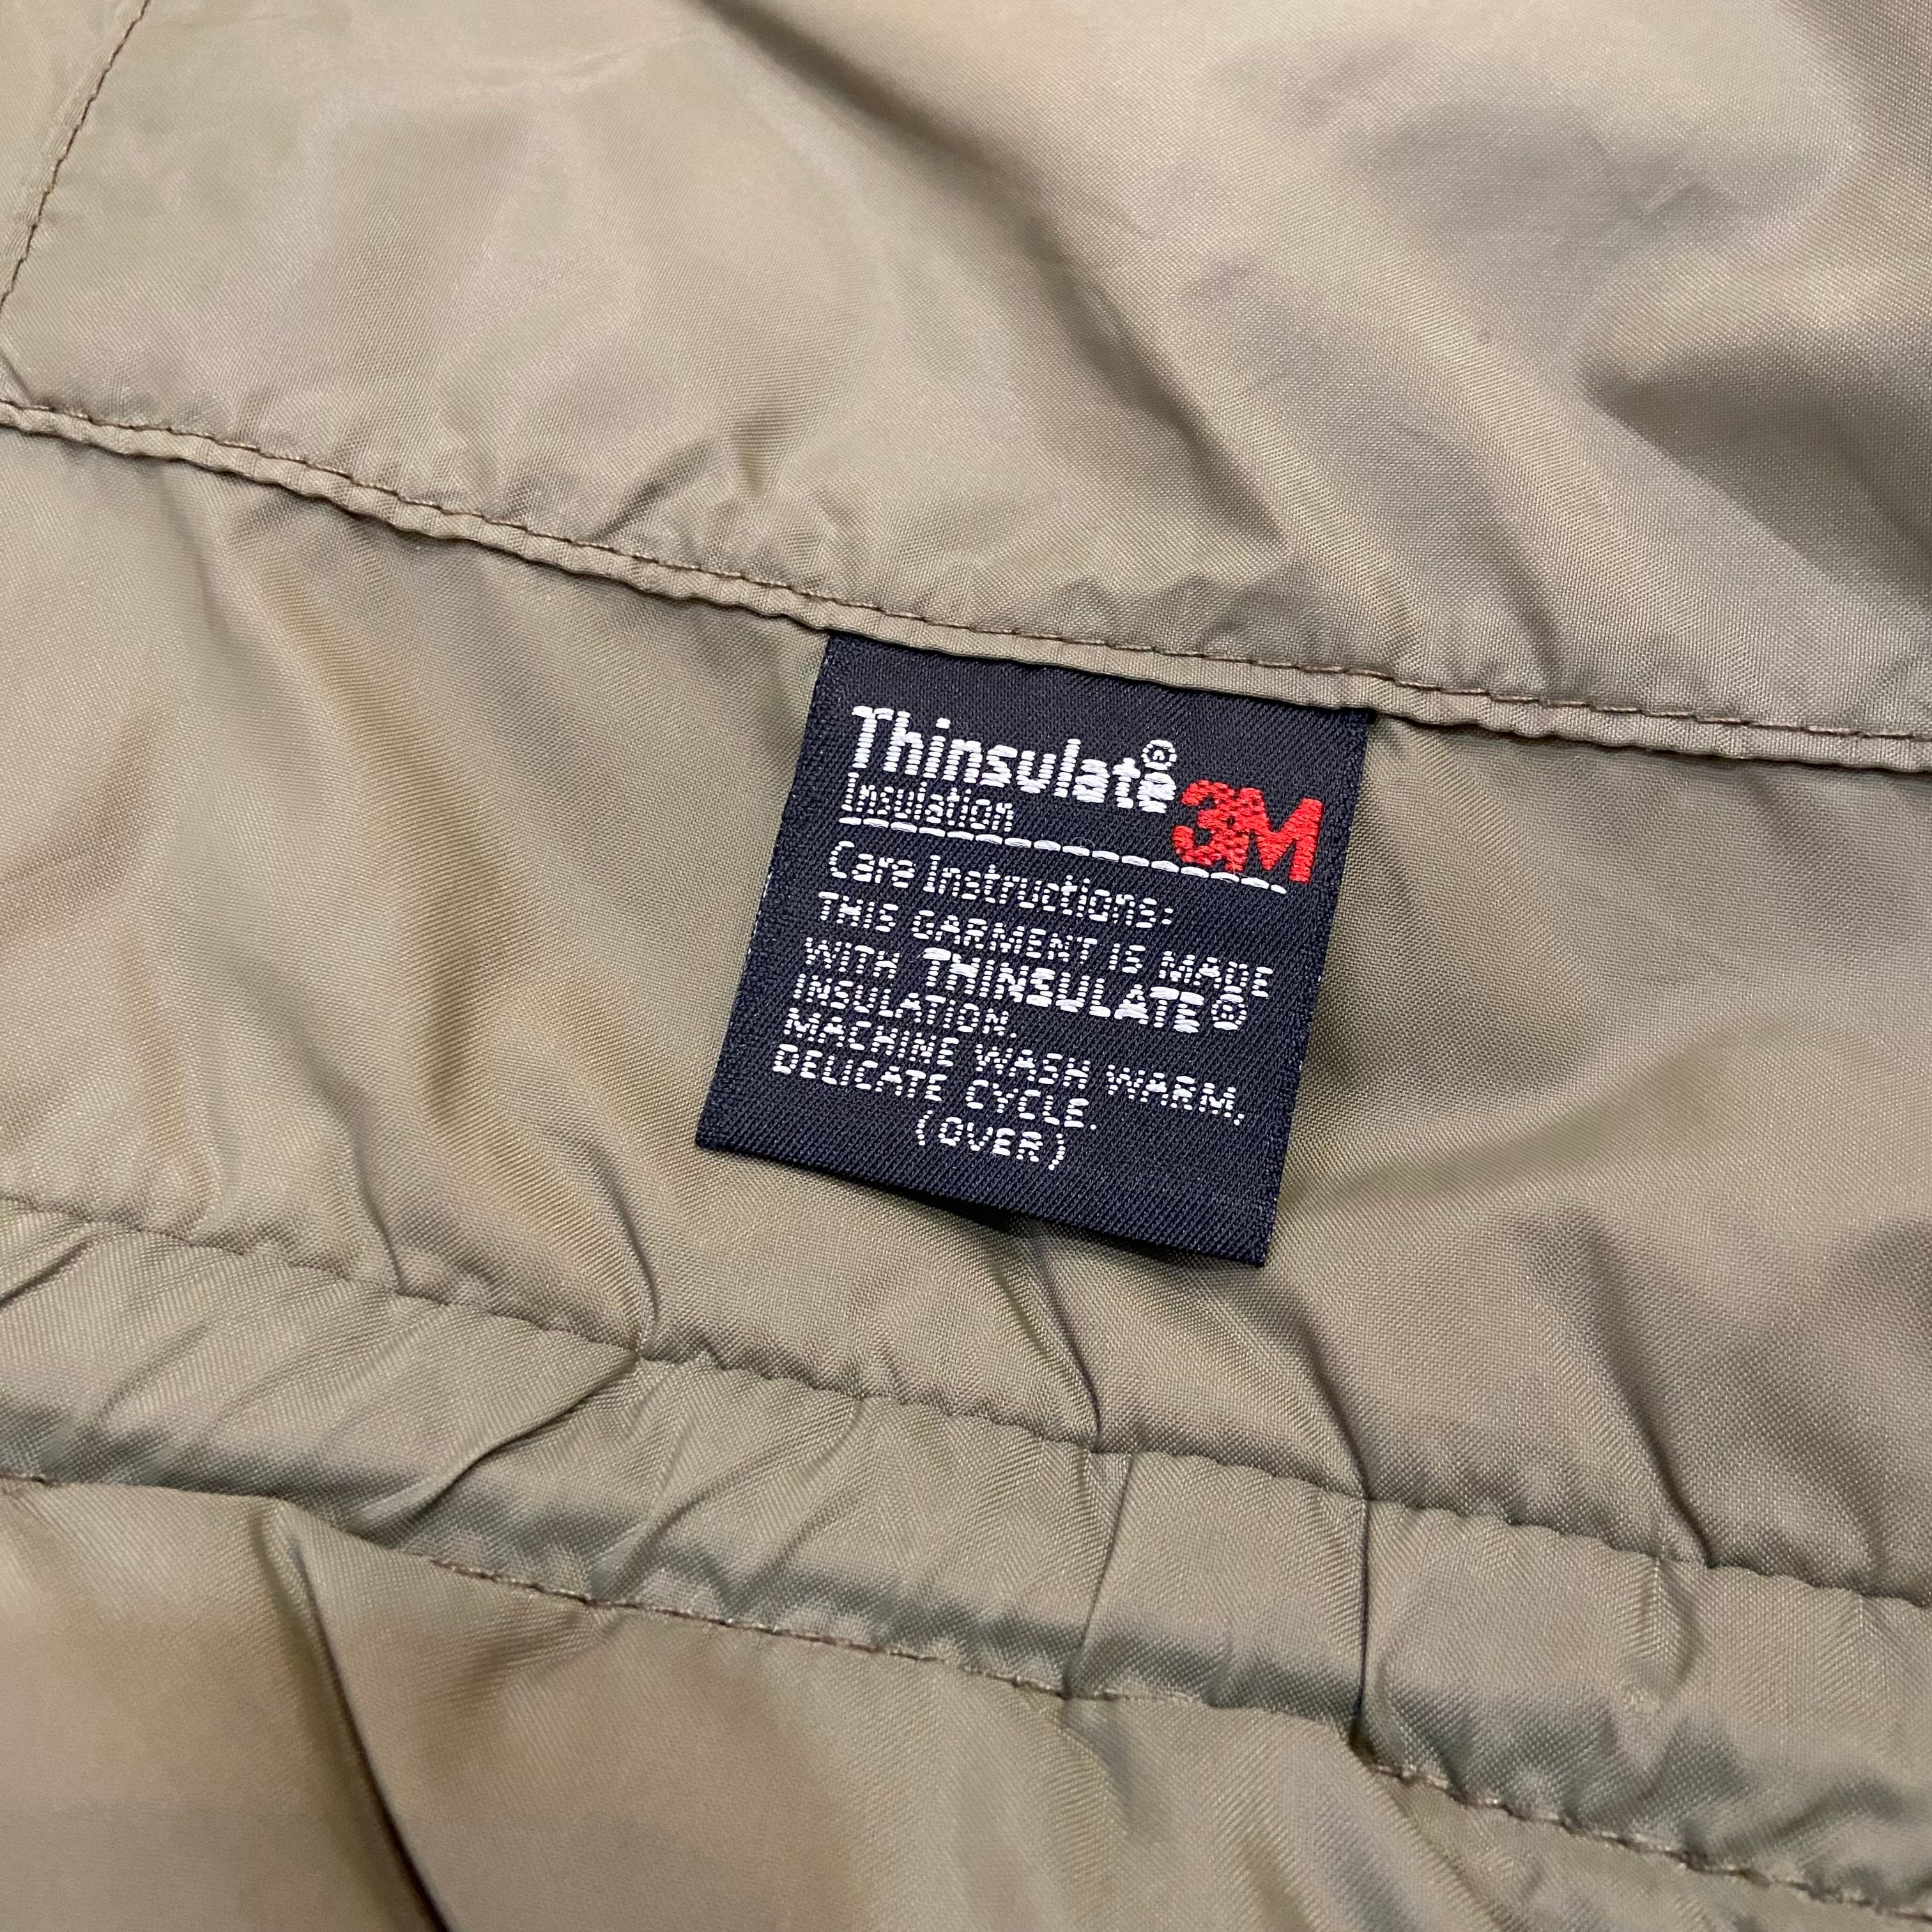 Thinsulate®
3M
Insulation
Care Instructions:
THIS GARMENT IS MADE
WITH THINSULATE®
INSULATION.
MACHINE WASH WARM,
DELICATE CYCLE.
(OVER)